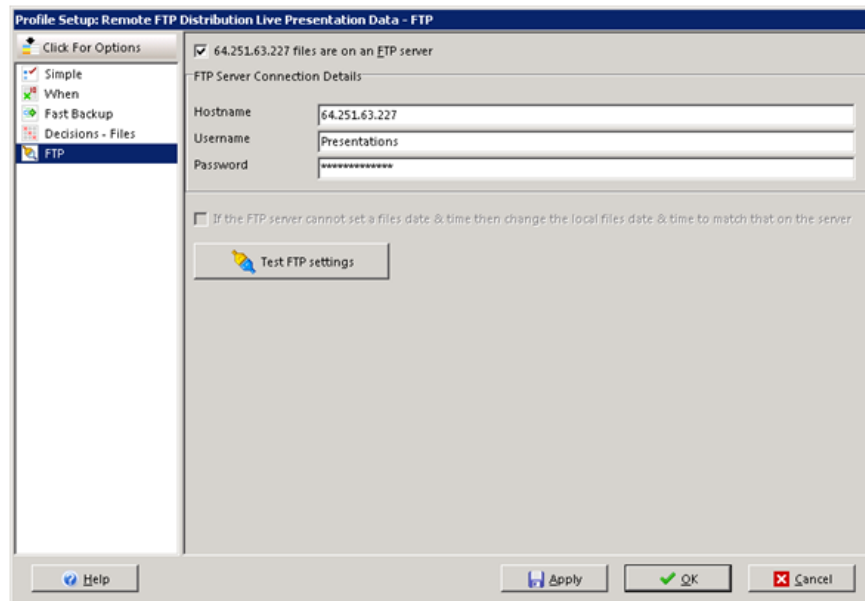 Profile Setup: Remote FTP Distribution Live Presentation Data - FTP
Click For Options
Simple
When
Fast Backup
Decisions - Files
FTP
64.251.63.227 files are on an FTP server
FTP Server Connection Details
Hostname
64.251.63.227
Username
Presentations
Password
*************
If the FTP server cannot set a files date & time then change the local files date & time to match that on the server
Test FTP settings
Help
Apply
OK
Cancel